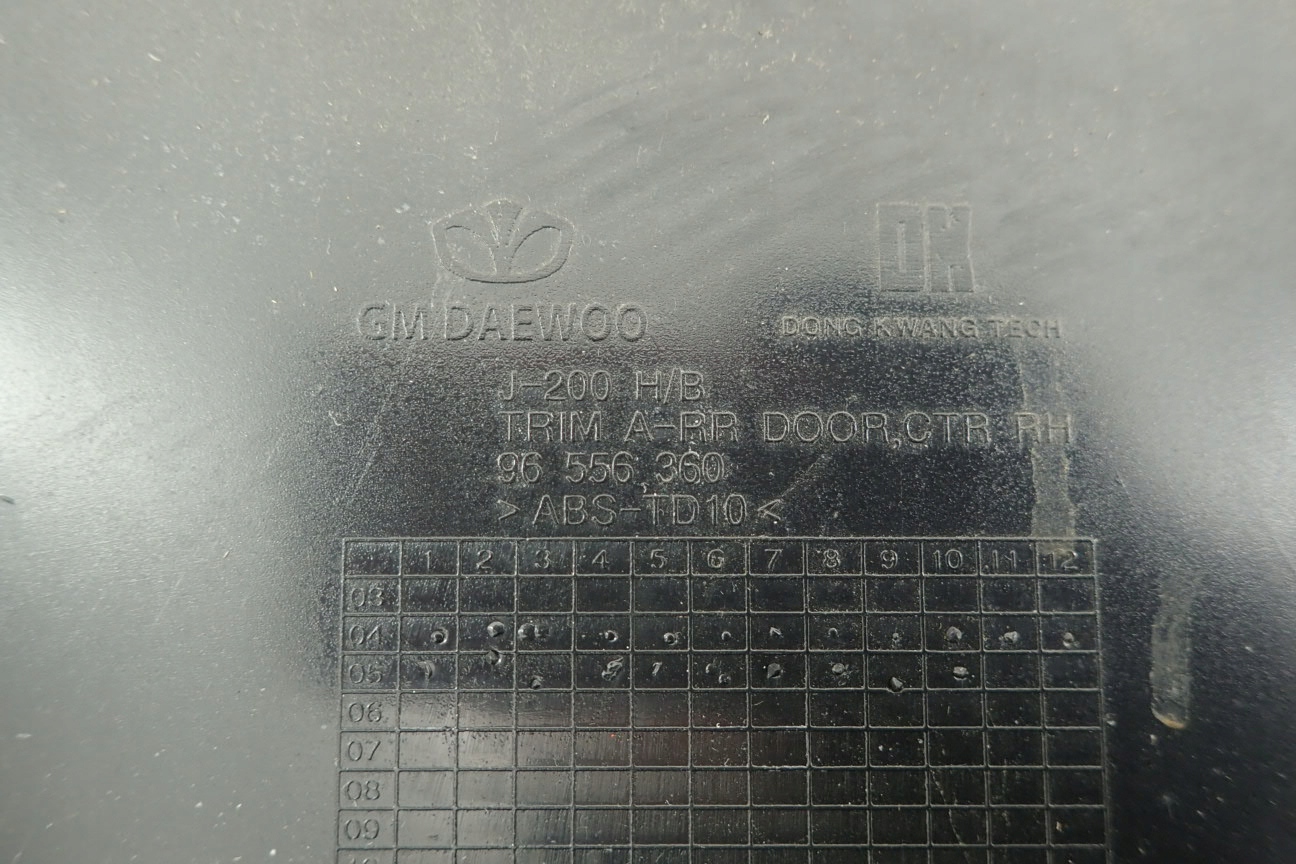 DK
GM DAEWOO
DONG KWANG TECH
J-200 H/B
TRIM A-RR DOOR,CTR RH
96 556 360
>ABS-TD10<
1 2 3 4 5 6 7 8 9 10 11 12
03
04
05
06
07
08
09